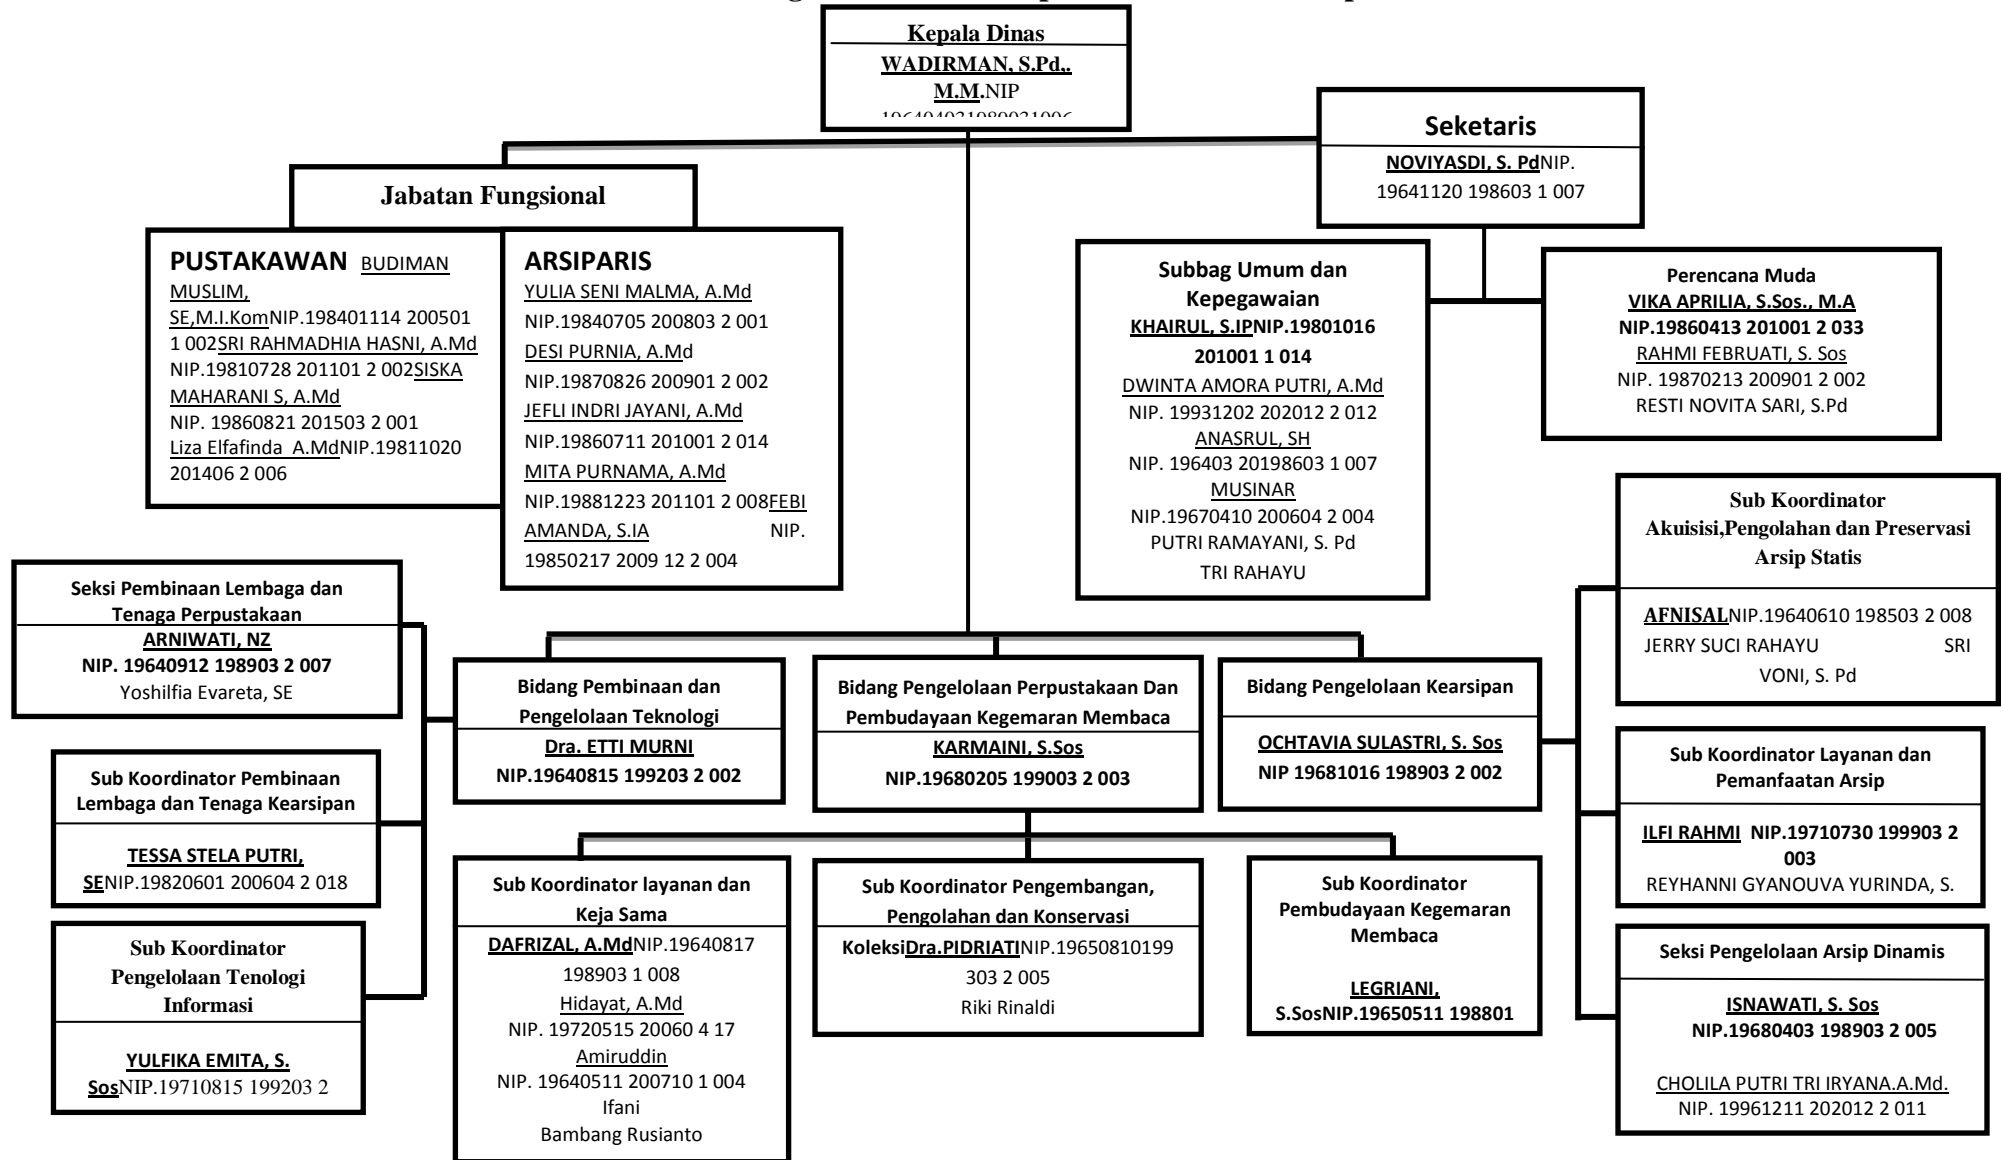 Kepala Dinas
WADIRMAN, S.Pd,.
M.M.NIP
196404031989031006
Seketaris
NOVIYASDI, S. PdNIP.
19641120 198603 1 007
Jabatan Fungsional
PUSTAKAWAN BUDIMAN
MUSLIM,
SE,M.I.KomNIP.198401114 200501
1 002SRI RAHMADHIA HASNI, A.Md
NIP.19810728 201101 2 002SISKA
MAHARANI S, A.Md
NIP. 19860821 201503 2 001
Liza Elfafinda A.MdNIP.19811020
201406 2 006
ARSIPARIS
YULIA SENI MALMA, A.Md
NIP.19840705 200803 2 001
DESI PURNIA, A.Md
NIP.19870826 200901 2 002
JEFLI INDRI JAYANI, A.Md
NIP.19860711 201001 2 014
MITA PURNAMA, A.Md
NIP.19881223 201101 2 008FEBI
AMANDA, S.IA NIP.
19850217 2009 12 2 004
Subbag Umum dan
Kepegawaian
KHAIRUL, S.IPNIP.19801016
201001 1 014
DWINTA AMORA PUTRI, A.Md
NIP. 19931202 202012 2 012
ANASRUL, SH
NIP. 196403 20198603 1 007
MUSINAR
NIP.19670410 200604 2 004
PUTRI RAMAYANI, S. Pd
TRI RAHAYU
Perencana Muda
VIKA APRILIA, S.Sos., M.A
NIP.19860413 201001 2 033
RAHMI FEBRUATI, S. Sos
NIP. 19870213 200901 2 002
RESTI NOVITA SARI, S.Pd
Seksi Pembinaan Lembaga dan
Tenaga Perpustakaan
ARNIWATI, NZ
NIP. 19640912 198903 2 007
Yoshilfia Evareta, SE
Sub Koordinator Pembinaan
Lembaga dan Tenaga Kearsipan
TESSA STELA PUTRI,
SENIP.19820601 200604 2 018
Sub Koordinator
Pengelolaan Tenologi
Informasi
YULFIKA EMITA, S.
SosNIP.19710815 199203 2
Bidang Pembinaan dan
Pengelolaan Teknologi
Dra. ETTI MURNI
NIP.19640815 199203 2 002
Bidang Pengelolaan Perpustakaan Dan
Pembudayaan Kegemaran Membaca
KARMAINI, S.Sos
NIP.19680205 199003 2 003
Bidang Pengelolaan Kearsipan
OCHTAVIA SULASTRI, S. Sos
NIP 19681016 198903 2 002
Sub Koordinator layanan dan
Keja Sama
DAFRIZAL, A.MdNIP.19640817
198903 1 008
Hidayat, A.Md
NIP. 19720515 20060 4 17
Amiruddin
NIP. 19640511 200710 1 004
Ifani
Bambang Rusianto
Sub Koordinator Pengembangan,
Pengolahan dan Konservasi
KoleksiDra.PIDRIATINIP.19650810199
303 2 005
Riki Rinaldi
Sub Koordinator
Pembudayaan Kegemaran
Membaca
LEGRIANI,
S.SosNIP.19650511 198801
Sub Koordinator
Akuisisi,Pengolahan dan Preservasi
Arsip Statis
AFNISALNIP.19640610 198503 2 008
JERRY SUCI RAHAYU SRI
VONI, S. Pd
Sub Koordinator Layanan dan
Pemanfaatan Arsip
ILFI RAHMI NIP.19710730 199903 2
003
REYHANNI GYANOUVA YURINDA, S.
Seksi Pengelolaan Arsip Dinamis
ISNAWATI, S. Sos
NIP.19680403 198903 2 005
CHOLILA PUTRI TRI IRYANA.A.Md.
NIP. 19961211 202012 2 011